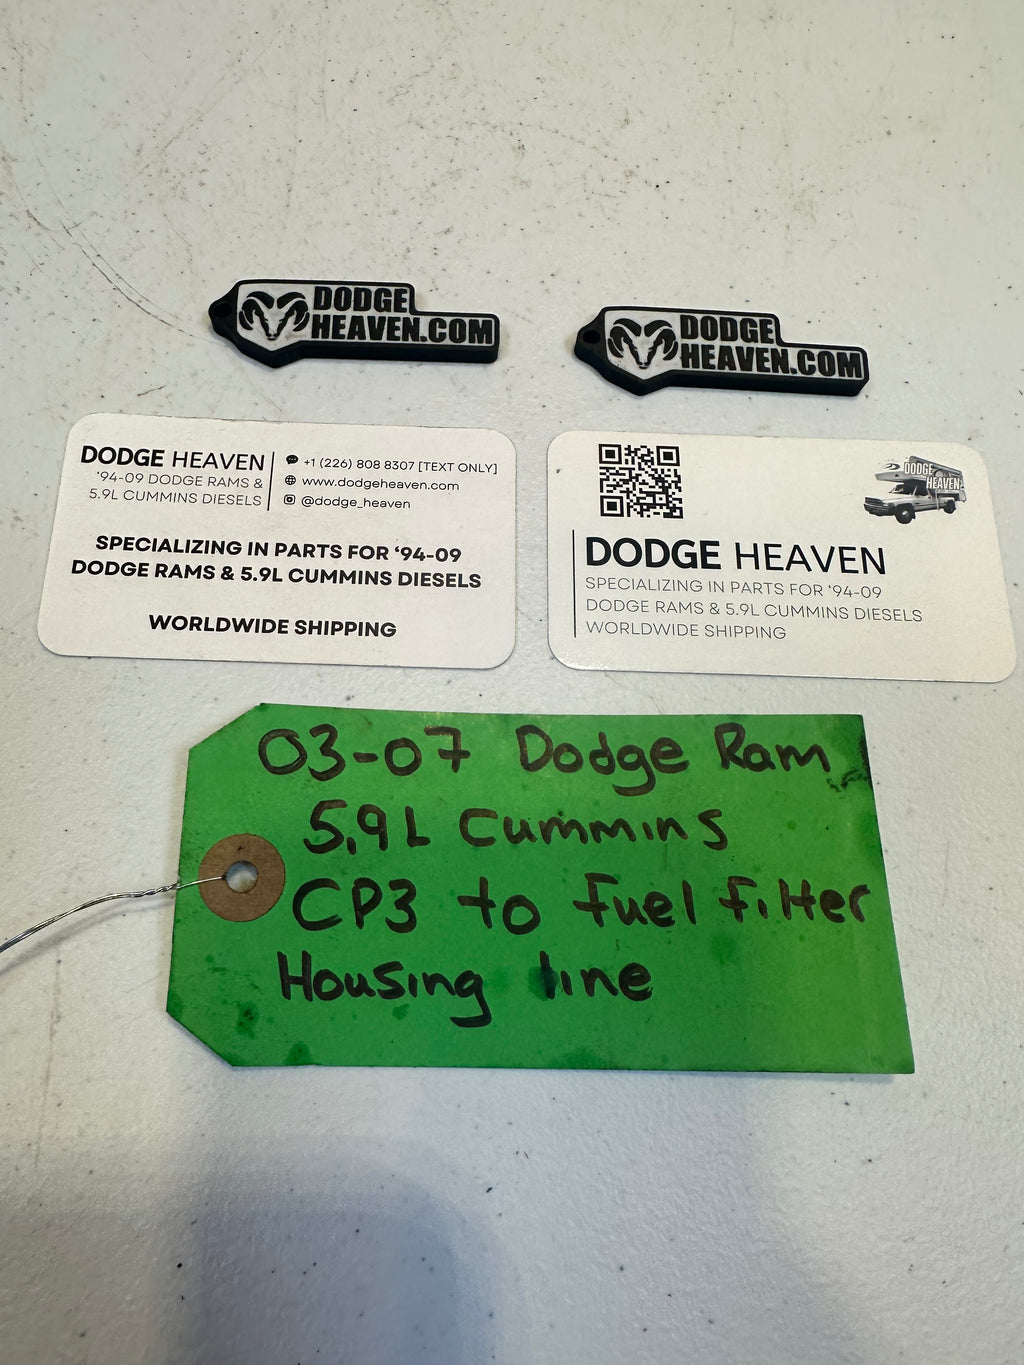 DODGE
HEAVEN.COM
DODGE
HEAVEN.COM
DODGE HEAVEN
'94-09 DODGE RAMS &
5.9L CUMMINS DIESELS
+1 (226) 808 8307 [TEXT ONLY]
www.dodgeheaven.com
@dodge_heaven
SPECIALIZING IN PARTS FOR '94-09
DODGE RAMS & 5.9L CUMMINS DIESELS
WORLDWIDE SHIPPING
DODGE
HEAVEN
DODGE HEAVEN
SPECIALIZING IN PARTS FOR '94-09
DODGE RAMS & 5.9L CUMMINS DIESELS
WORLDWIDE SHIPPING
03-07 Dodge Ram
5.9L Cummins
CP3 to Fuel Filter
Housing line